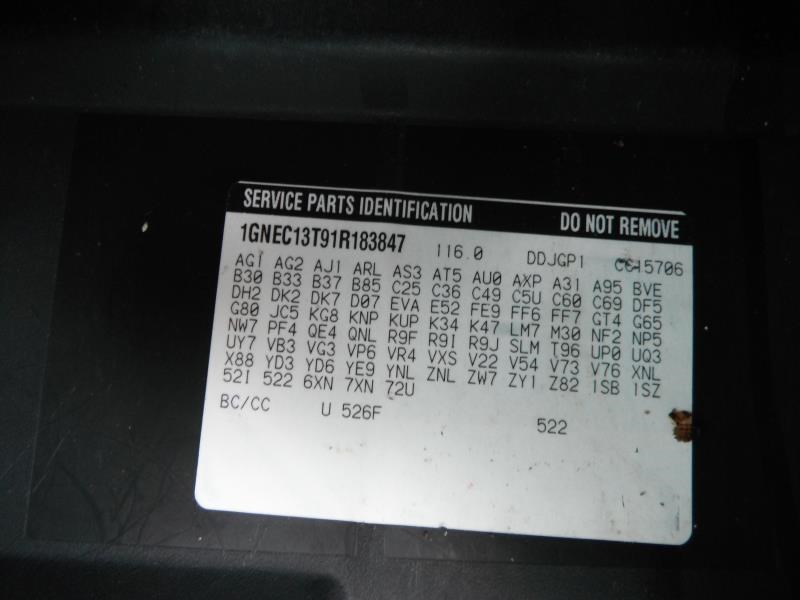 SERVICE PARTS IDENTIFICATION DO NOT REMOVE
1GNEC13T91R183847 116.0 DDJGP1 CC15706
AG1 AG2 AJ1 ARL AS3 AT5 AU0 AXP A31 A95 BVE
B30 B33 B37 B85 C25 C36 C49 C5U C60 C69 DF5
DH2 DK2 DK7 D07 EVA E52 FE9 FF6 FF7 GT4 G65
G80 JC5 KG8 KNP KUP K34 K47 LM7 M30 NF2 NP5
NW7 PF4 QE4 QNL R9F R9I R9J SLM T96 UP0 UQ3
UY7 VB3 VG3 VP6 VR4 VXS V22 V54 V73 V76 XNL
X88 YD3 YD6 YE9 YNL ZNL ZW7 ZY1 Z82 1SB 1SZ
52I 522 6XN 7XN 72U
BC/CC U 526F 522